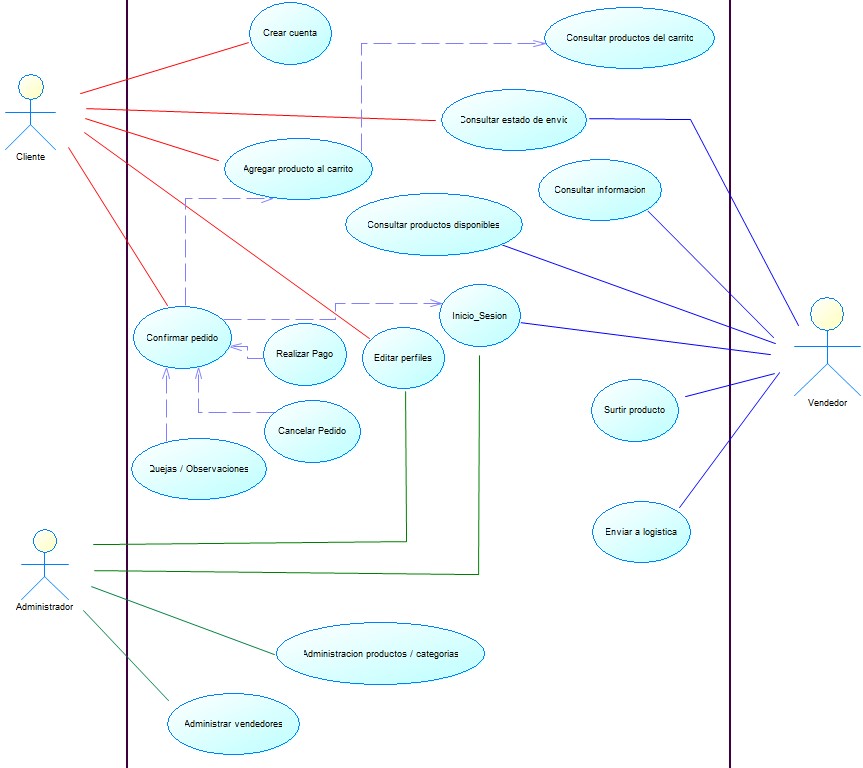 Crear cuenta
Consultar productos del carrito
Cliente
Consultar estado de envio
Agregar producto al carrito
Consultar informacion
Consultar productos disponibles
Confirmar pedido
Inicio_Sesion
Realizar Pago
Editar perfiles
Vendedor
Surtir producto
Cancelar Pedido
Quejas / Observaciones
Enviar a logistica
Administrador
Administracion productos / categorias
Administrar vendedores